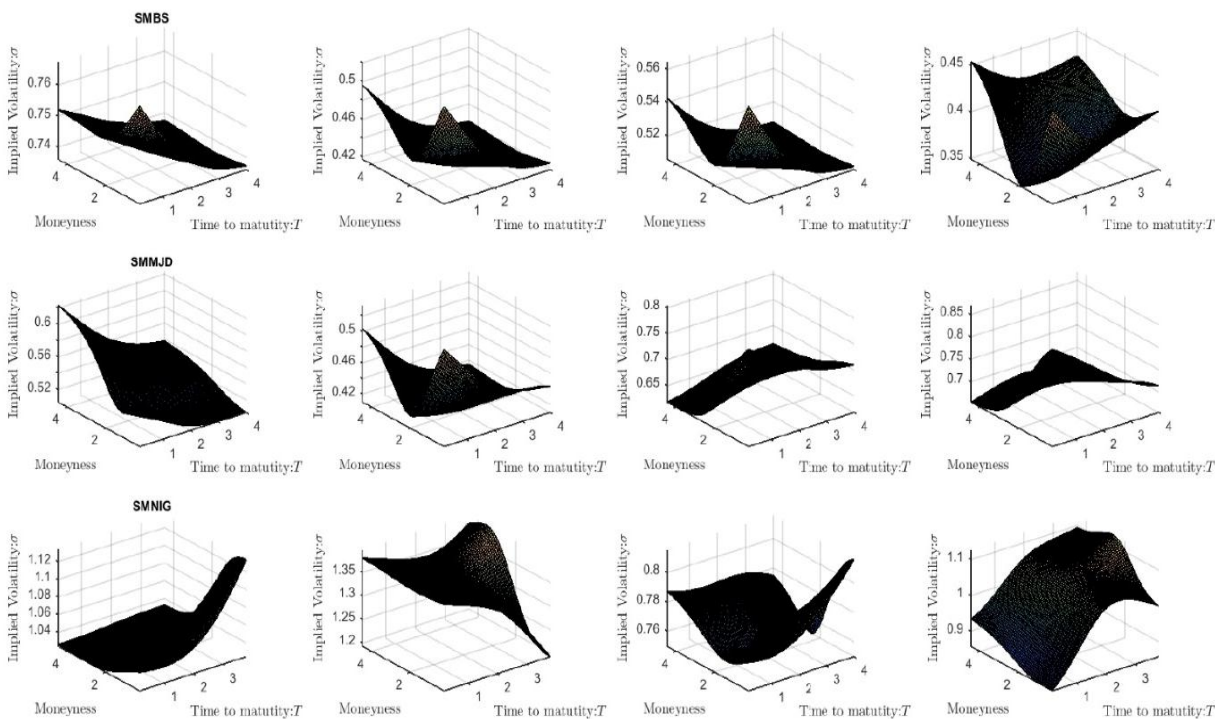 SMBS
Implied Volatility:σ
0.76
0.75
0.74
4
2
1
2
3
4
Moneyness
Time to matutity:T
Implied Volatility:σ
0.5
0.46
0.42
4
2
1
2
3
4
Moneyness
Time to matutity:T
Implied Volatility:σ
0.56
0.54
0.52
4
2
1
2
3
4
Moneyness
Time to matutity:T
Implied Volatility:σ
0.45
0.4
0.35
4
2
1
2
3
4
Moneyness
Time to matutity:T
SMMJD
Implied Volatility:σ
0.6
0.56
0.52
4
2
1
2
3
4
Moneyness
Time to matutity:T
Implied Volatility:σ
0.5
0.46
0.42
4
2
1
2
3
4
Moneyness
Time to matutity:T
Implied Volatility:σ
0.8
0.75
0.7
0.65
4
2
1
2
3
4
Moneyness
Time to matutity:T
Implied Volatility:σ
0.85
0.8
0.75
0.7
4
2
1
2
3
4
Moneyness
Time to matutity:T
SMNIG
Implied Volatility:σ
1.12
1.1
1.08
1.06
1.04
4
2
1
2
3
Moneyness
Time to matutity:T
Implied Volatility:σ
1.35
1.3
1.25
1.2
4
2
1
2
3
Moneyness
Time to matutity:T
Implied Volatility:σ
0.8
0.78
0.76
4
2
1
2
3
Moneyness
Time to matutity:T
Implied Volatility:σ
1.1
1
0.9
4
2
1
2
3
Moneyness
Time to matutity:T